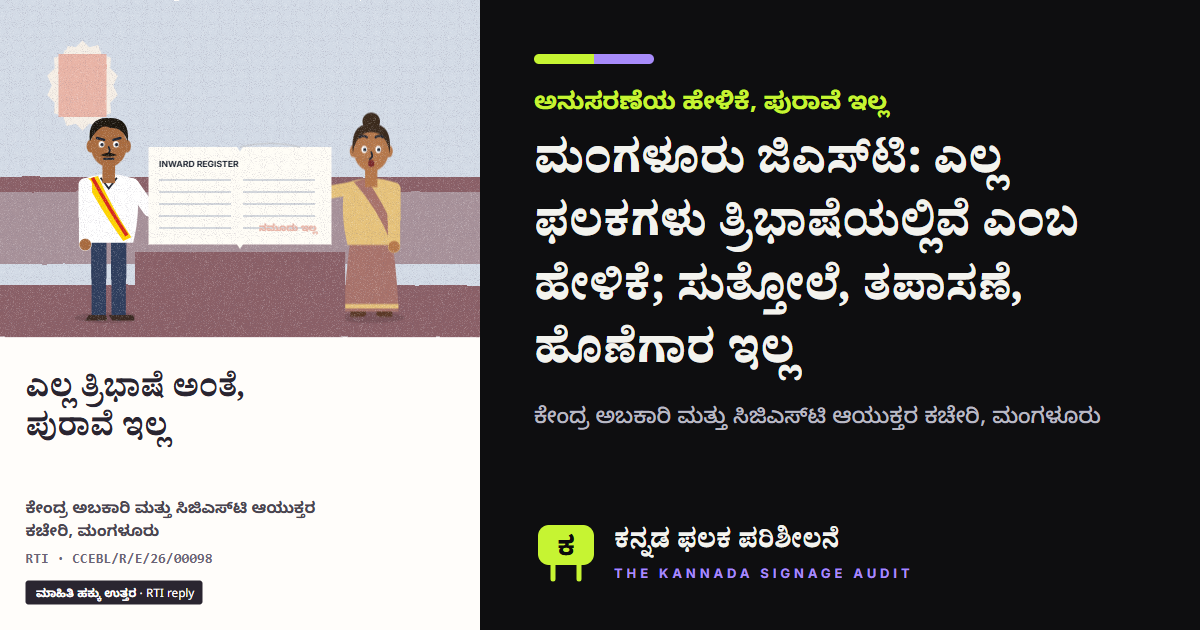 INWARD REGISTER
ನಮೂದು ಇಲ್ಲ
ಎಲ್ಲ ತ್ರಿಭಾಷೆ ಅಂತೆ,
ಪುರಾವೆ ಇಲ್ಲ
ಕೇಂದ್ರ ಅಬಕಾರಿ ಮತ್ತು ಸಿಜಿಎಸ್‌ಟಿ ಆಯುಕ್ತರ
ಕಚೇರಿ, ಮಂಗಳೂರು
RTI · CCEBL/R/E/26/00098
ಮಾಹಿತಿ ಹಕ್ಕು ಉತ್ತರ · RTI reply
ಅನುಸರಣೆಯ ಹೇಳಿಕೆ, ಪುರಾವೆ ಇಲ್ಲ
ಮಂಗಳೂರು ಜಿಎಸ್‌ಟಿ: ಎಲ್ಲ
ಫಲಕಗಳು ತ್ರಿಭಾಷೆಯಲ್ಲಿವೆ ಎಂಬ
ಹೇಳಿಕೆ; ಸುತ್ತೋಲೆ, ತಪಾಸಣೆ,
ಹೊಣೆಗಾರ ಇಲ್ಲ
ಕೇಂದ್ರ ಅಬಕಾರಿ ಮತ್ತು ಸಿಜಿಎಸ್‌ಟಿ ಆಯುಕ್ತರ ಕಚೇರಿ, ಮಂಗಳೂರು
ಕ
ಕನ್ನಡ ಫಲಕ ಪರಿಶೀಲನೆ
THE KANNADA SIGNAGE AUDIT